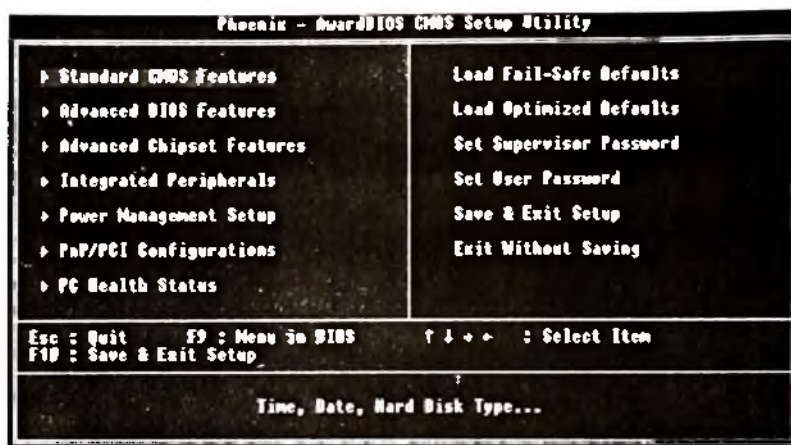 Phoenix - AwardBIOS CMOS Setup Utility
▸ Standard CMOS Features
▸ Advanced BIOS Features
▸ Advanced Chipset Features
▸ Integrated Peripherals
▸ Power Management Setup
▸ PnP/PCI Configurations
▸ PC Health Status
Load Fail-Safe Defaults
Load Optimized Defaults
Set Supervisor Password
Set User Password
Save & Exit Setup
Exit Without Saving
Esc : Quit F9 : Menu in BIOS ↑ ↓ → ← : Select Item
F10 : Save & Exit Setup
Time, Date, Hard Disk Type...